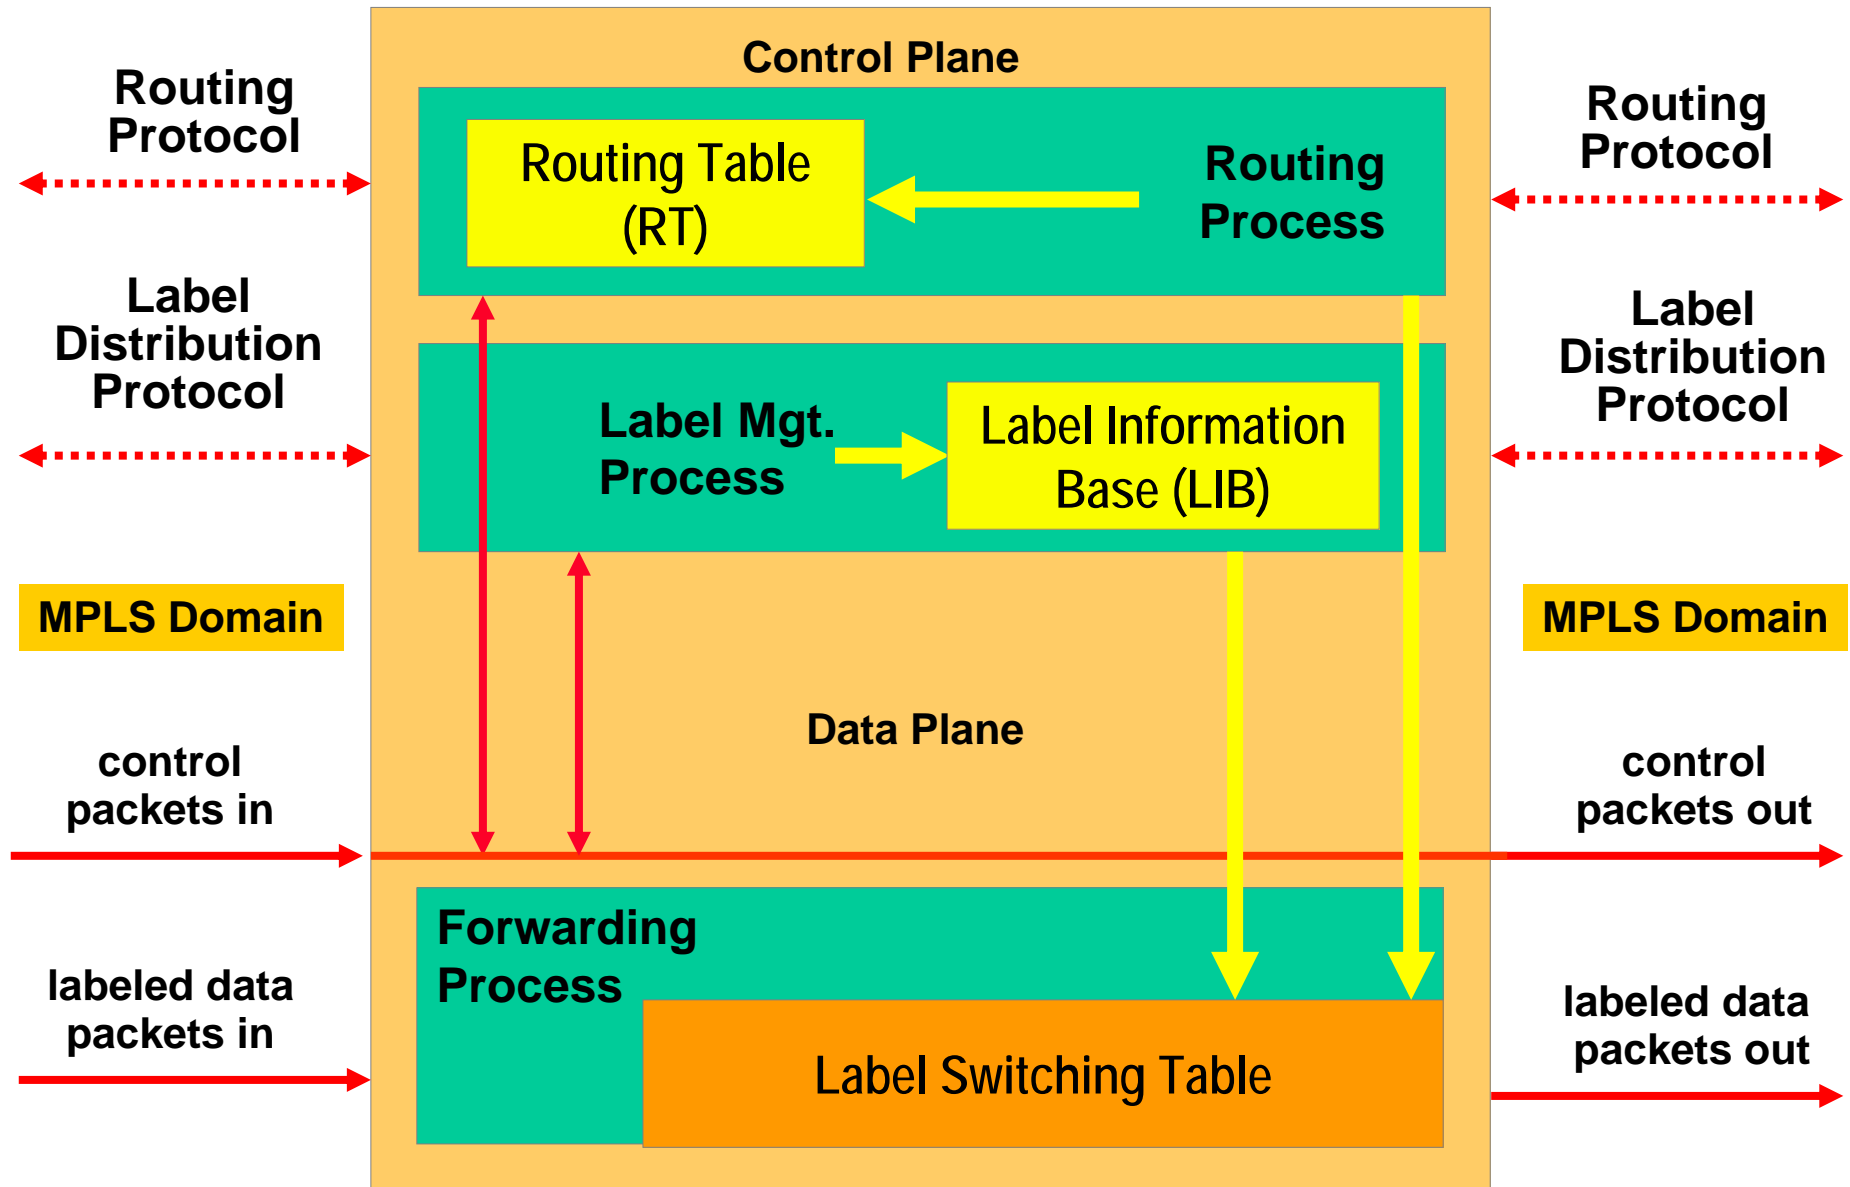 Control Plane
Routing
Protocol
Routing Table
(RT)
Routing
Process
Routing
Protocol
Label
Distribution
Protocol
Label Mgt.
Process
Label Information
Base (LIB)
Label
Distribution
Protocol
MPLS Domain
MPLS Domain
Data Plane
control
packets in
control
packets out
Forwarding
Process
labeled data
packets in
Label Switching Table
labeled data
packets out